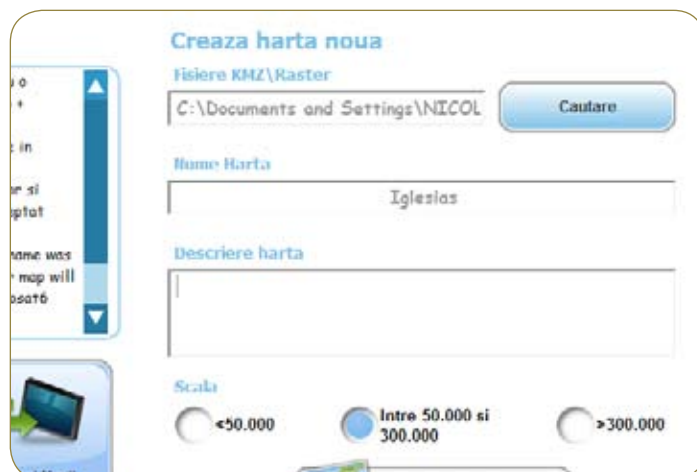 Creaza harta noua
Fisiere KMZ\Raster
C:\Documents and Settings\NICOL
Cautare
Nume Harta
Iglesias
Descriere harta
Scala
<50.000
Intre 50.000 si
300.000
>300.000
o
+
in
si
name was
map will